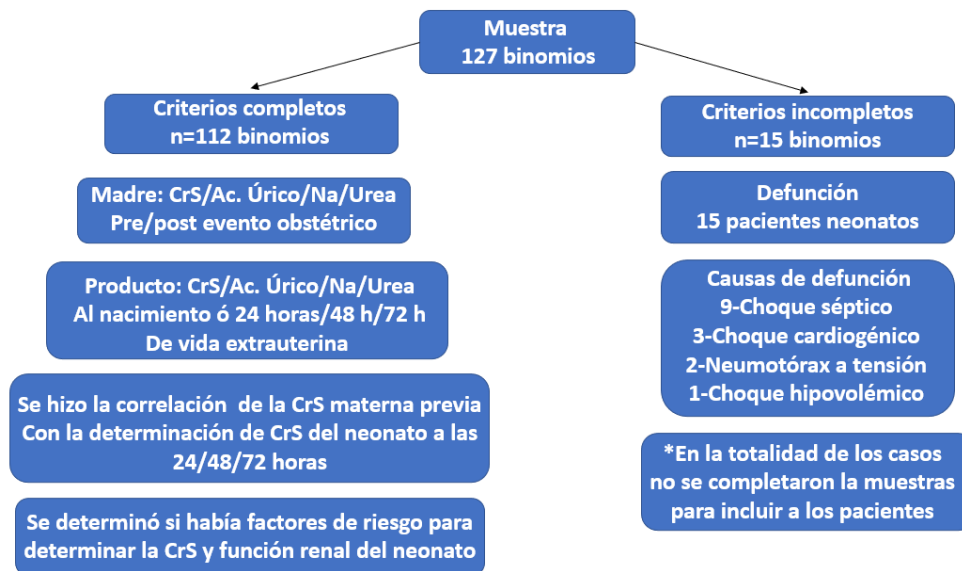 Muestra
127 binomios
Criterios completos
n=112 binomios
Madre: CrS/Ac. Úrico/Na/Urea
Pre/post evento obstétrico
Producto: CrS/Ac. Úrico/Na/Urea
Al nacimiento ó 24 horas/48 h/72 h
De vida extrauterina
Se hizo la correlación de la CrS materna previa
Con la determinación de CrS del neonato a las
24/48/72 horas
Se determinó si había factores de riesgo para
determinar la CrS y función renal del neonato
Criterios incompletos
n=15 binomios
Defunción
15 pacientes neonatos
Causas de defunción
9-Choque séptico
3-Choque cardiogénico
2-Neumotórax a tensión
1-Choque hipovolémico
*En la totalidad de los casos
no se completaron la muestras
para incluir a los pacientes